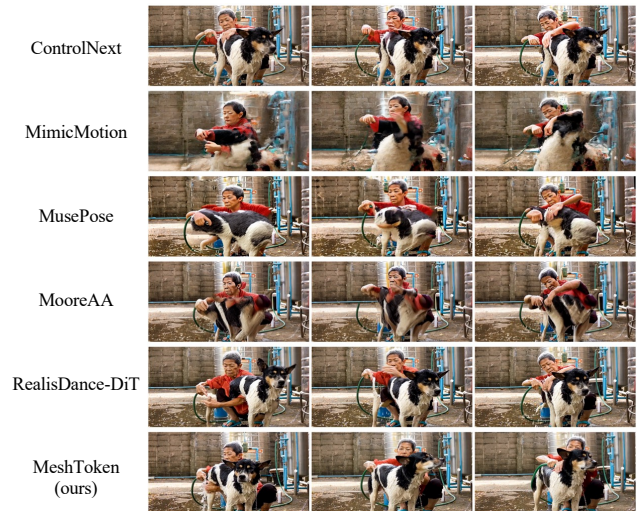 ControlNext
MimicMotion
MusePose
MooreAA
RealisDance-DiT
MeshToken
(ours)